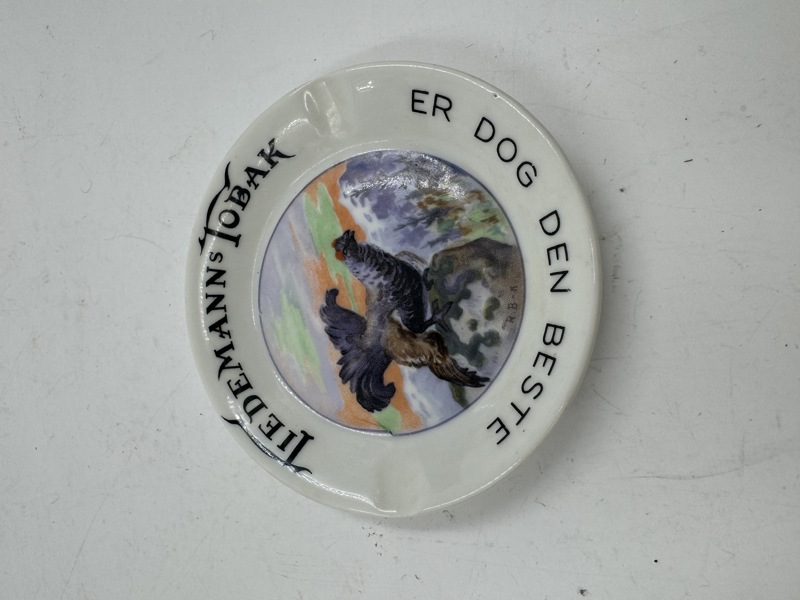 TIEDEMANNS TOBAK
ER DOG DEN BESTE
R.B-K